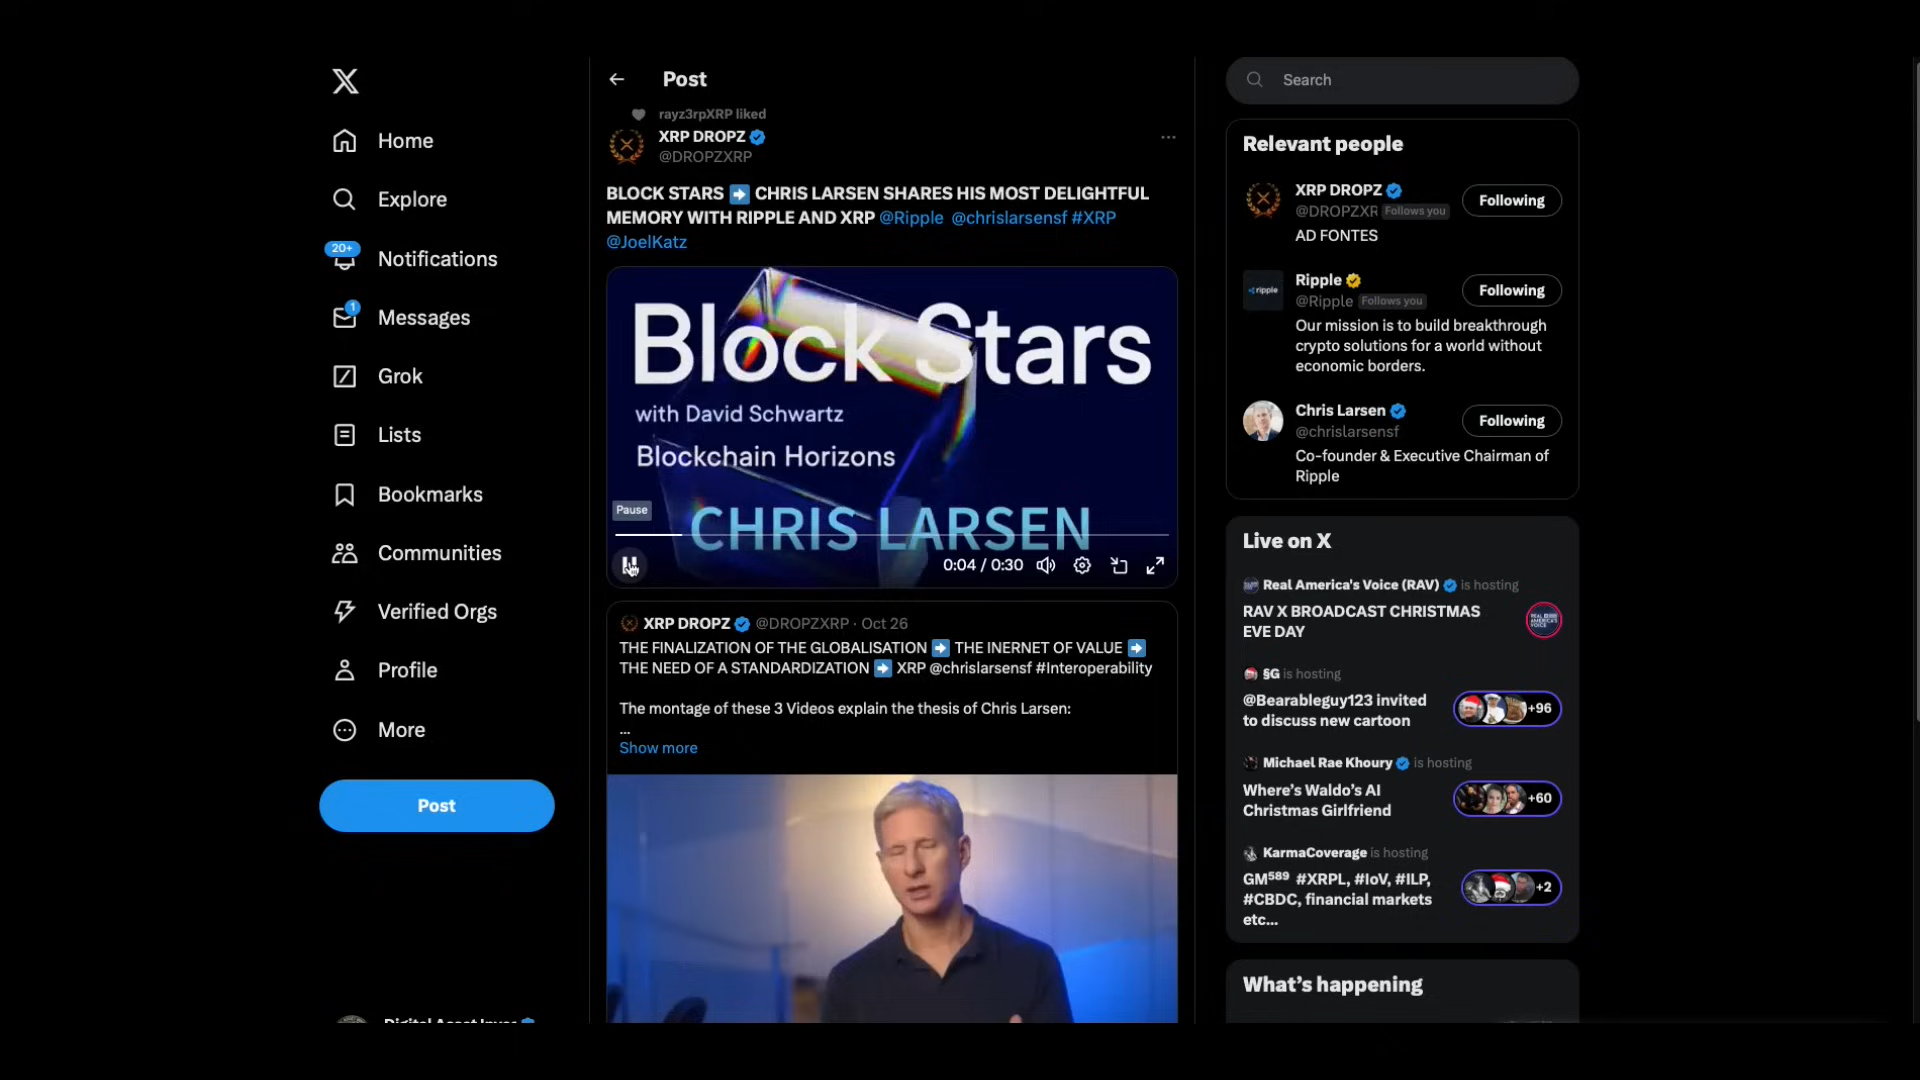 Home
Explore
20+
Notifications
1
Messages
Grok
Lists
Bookmarks
Communities
Verified Orgs
Profile
More
Post
Post
rayz3rpXRP liked
XRP DROPZ
@DROPZXRP
BLOCK STARS ➡️ CHRIS LARSEN SHARES HIS MOST DELIGHTFUL
MEMORY WITH RIPPLE AND XRP @Ripple @chrislarsensf #XRP
@JoelKatz
Block Stars
with David Schwartz
Blockchain Horizons
Pause
CHRIS LARSEN
0:04 / 0:30
XRP DROPZ @DROPZXRP · Oct 26
THE FINALIZATION OF THE GLOBALISATION ➡️ THE INERNET OF VALUE ➡️
THE NEED OF A STANDARDIZATION ➡️ XRP @chrislarsensf #Interoperability
The montage of these 3 Videos explain the thesis of Chris Larsen:
...
Show more
Search
Relevant people
XRP DROPZ
@DROPZXR Follows you
Following
AD FONTES
ripple
Ripple
@Ripple Follows you
Following
Our mission is to build breakthrough
crypto solutions for a world without
economic borders.
Chris Larsen
@chrislarsensf
Following
Co-founder & Executive Chairman of
Ripple
Live on X
Real America's Voice (RAV) is hosting
RAV X BROADCAST CHRISTMAS
EVE DAY
§G is hosting
@Bearableguy123 invited
to discuss new cartoon
+96
Michael Rae Khoury is hosting
Where's Waldo's AI
Christmas Girlfriend
+60
KarmaCoverage is hosting
GM⁵⁸⁹ #XRPL, #IoV, #ILP,
#CBDC, financial markets
etc...
+2
What's happening